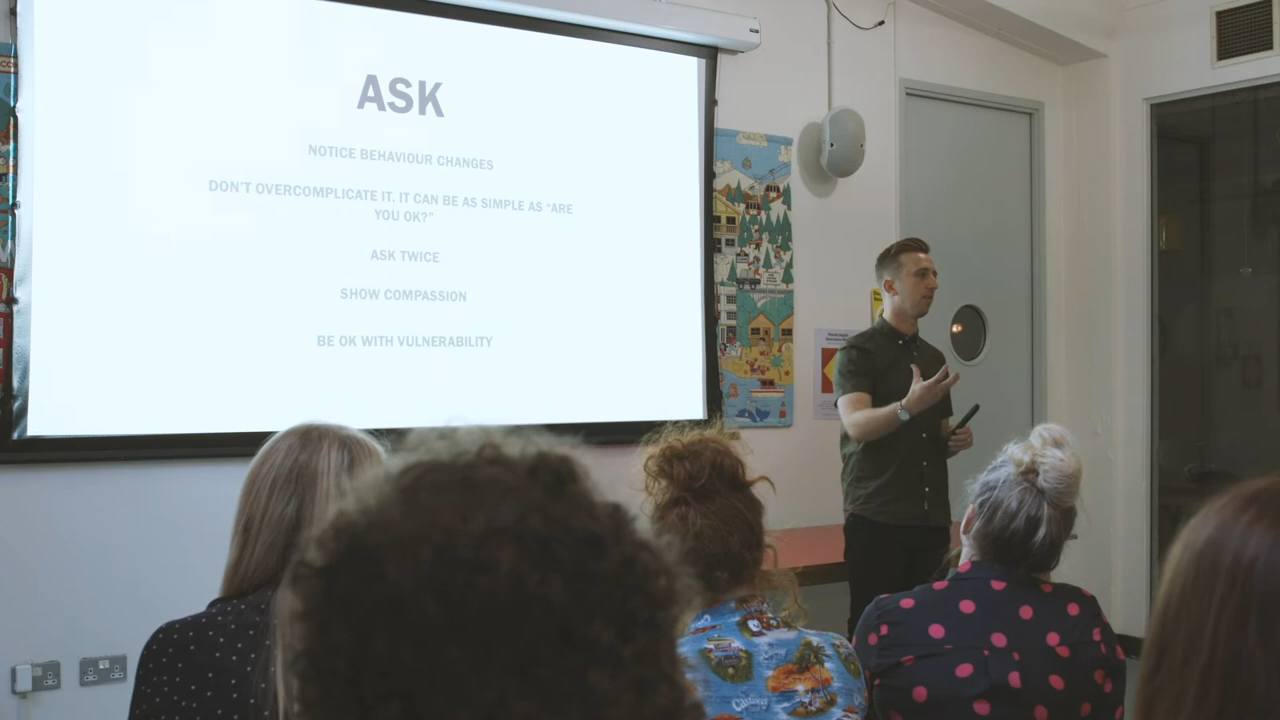 ASK
NOTICE BEHAVIOUR CHANGES
DON'T OVERCOMPLICATE IT. IT CAN BE AS SIMPLE AS "ARE
YOU OK?"
ASK TWICE
SHOW COMPASSION
BE OK WITH VULNERABILITY